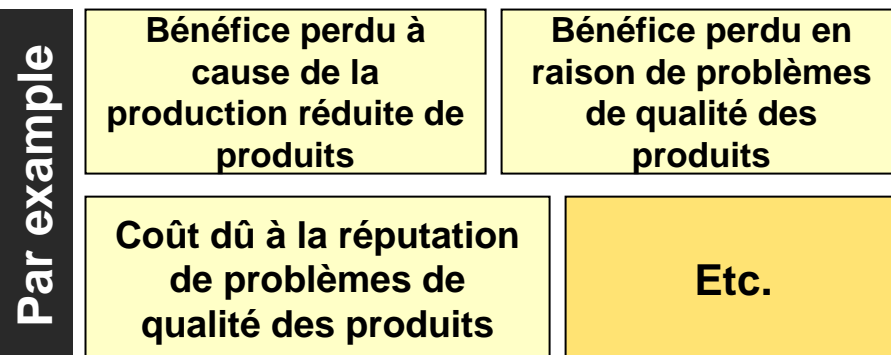 Par example
Bénéfice perdu à
cause de la
production réduite de
produits
Bénéfice perdu en
raison de problèmes
de qualité des
produits
Coût dû à la réputation
de problèmes de
qualité des produits
Etc.